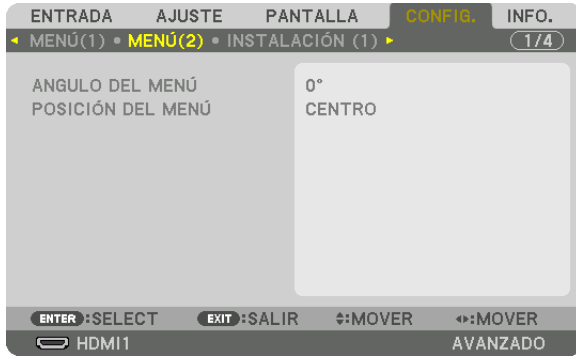 ENTRADA AJUSTE PANTALLA CONFIG. INFO.
MENÚ(1) • MENÚ(2) • INSTALACIÓN (1) 1/4
ANGULO DEL MENÚ 0°
POSICIÓN DEL MENÚ CENTRO
ENTER :SELECT EXIT :SALIR :MOVER :MOVER
HDMI1 AVANZADO